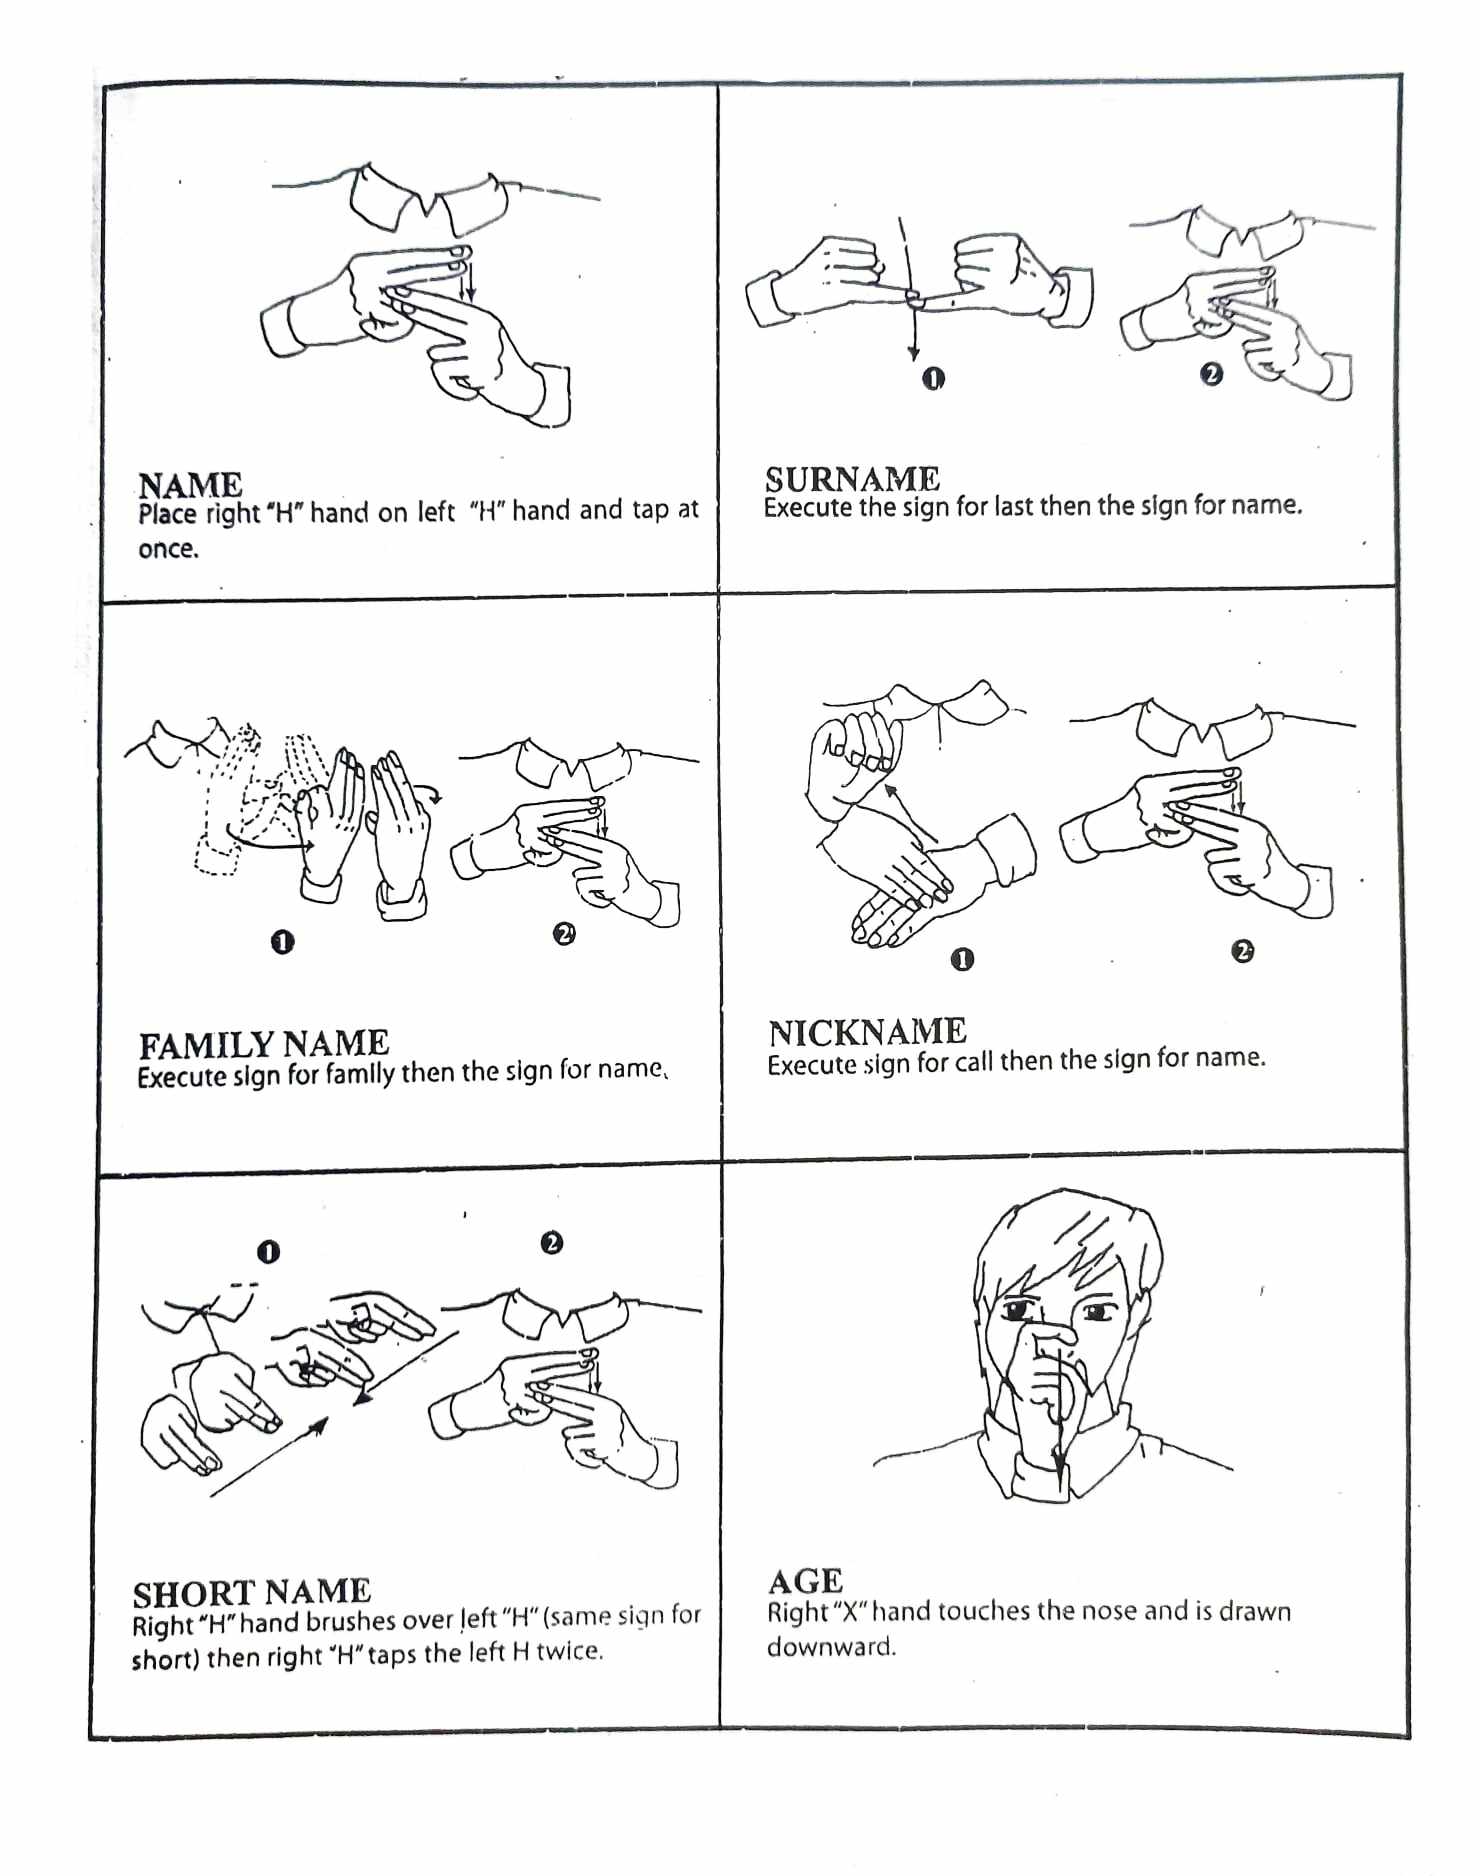 NAME
Place right "H" hand on left "H" hand and tap at
once.
1
2
SURNAME
Execute the sign for last then the sign for name.
1
2
FAMILY NAME
Execute sign for family then the sign for name.
1
2
NICKNAME
Execute sign for call then the sign for name.
1
2
SHORT NAME
Right "H" hand brushes over left "H" (same sign for
short) then right "H" taps the left H twice.
AGE
Right "X" hand touches the nose and is drawn
downward.